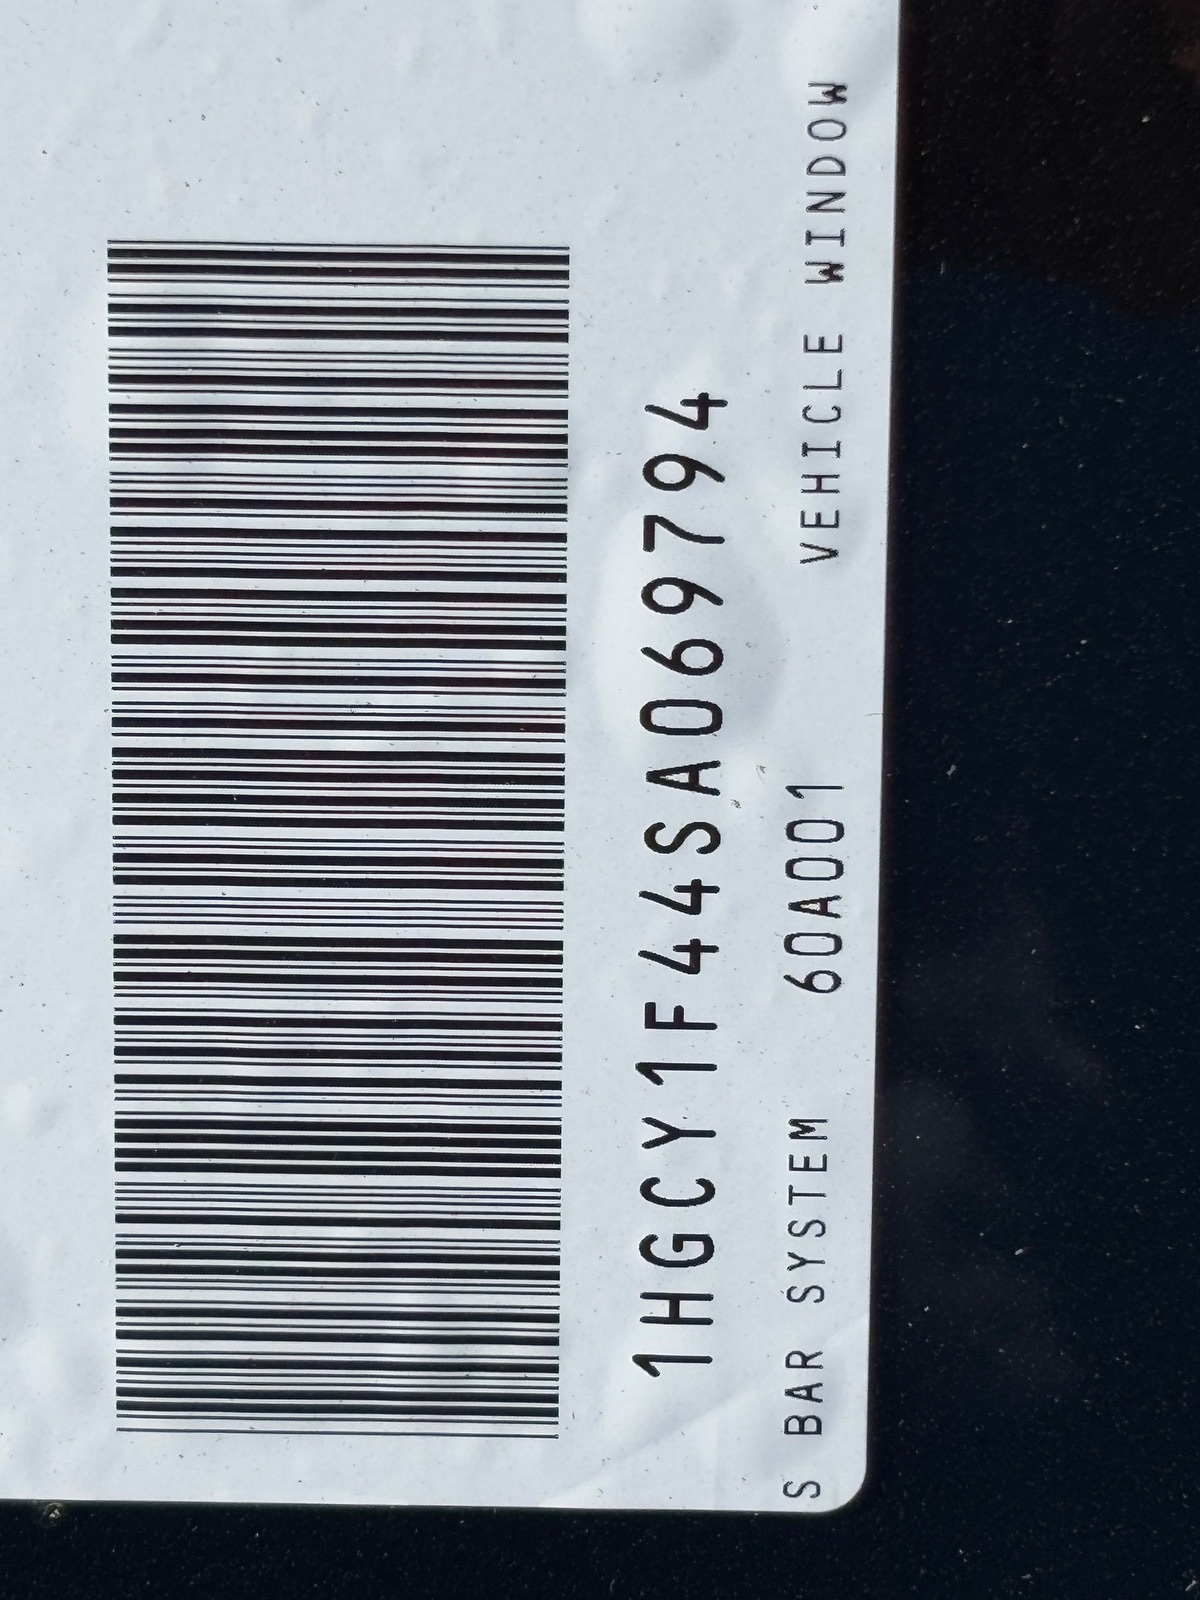 1HGCY1F44SA069794
S BAR SYSTEM 60A001 VEHICLE WINDOW